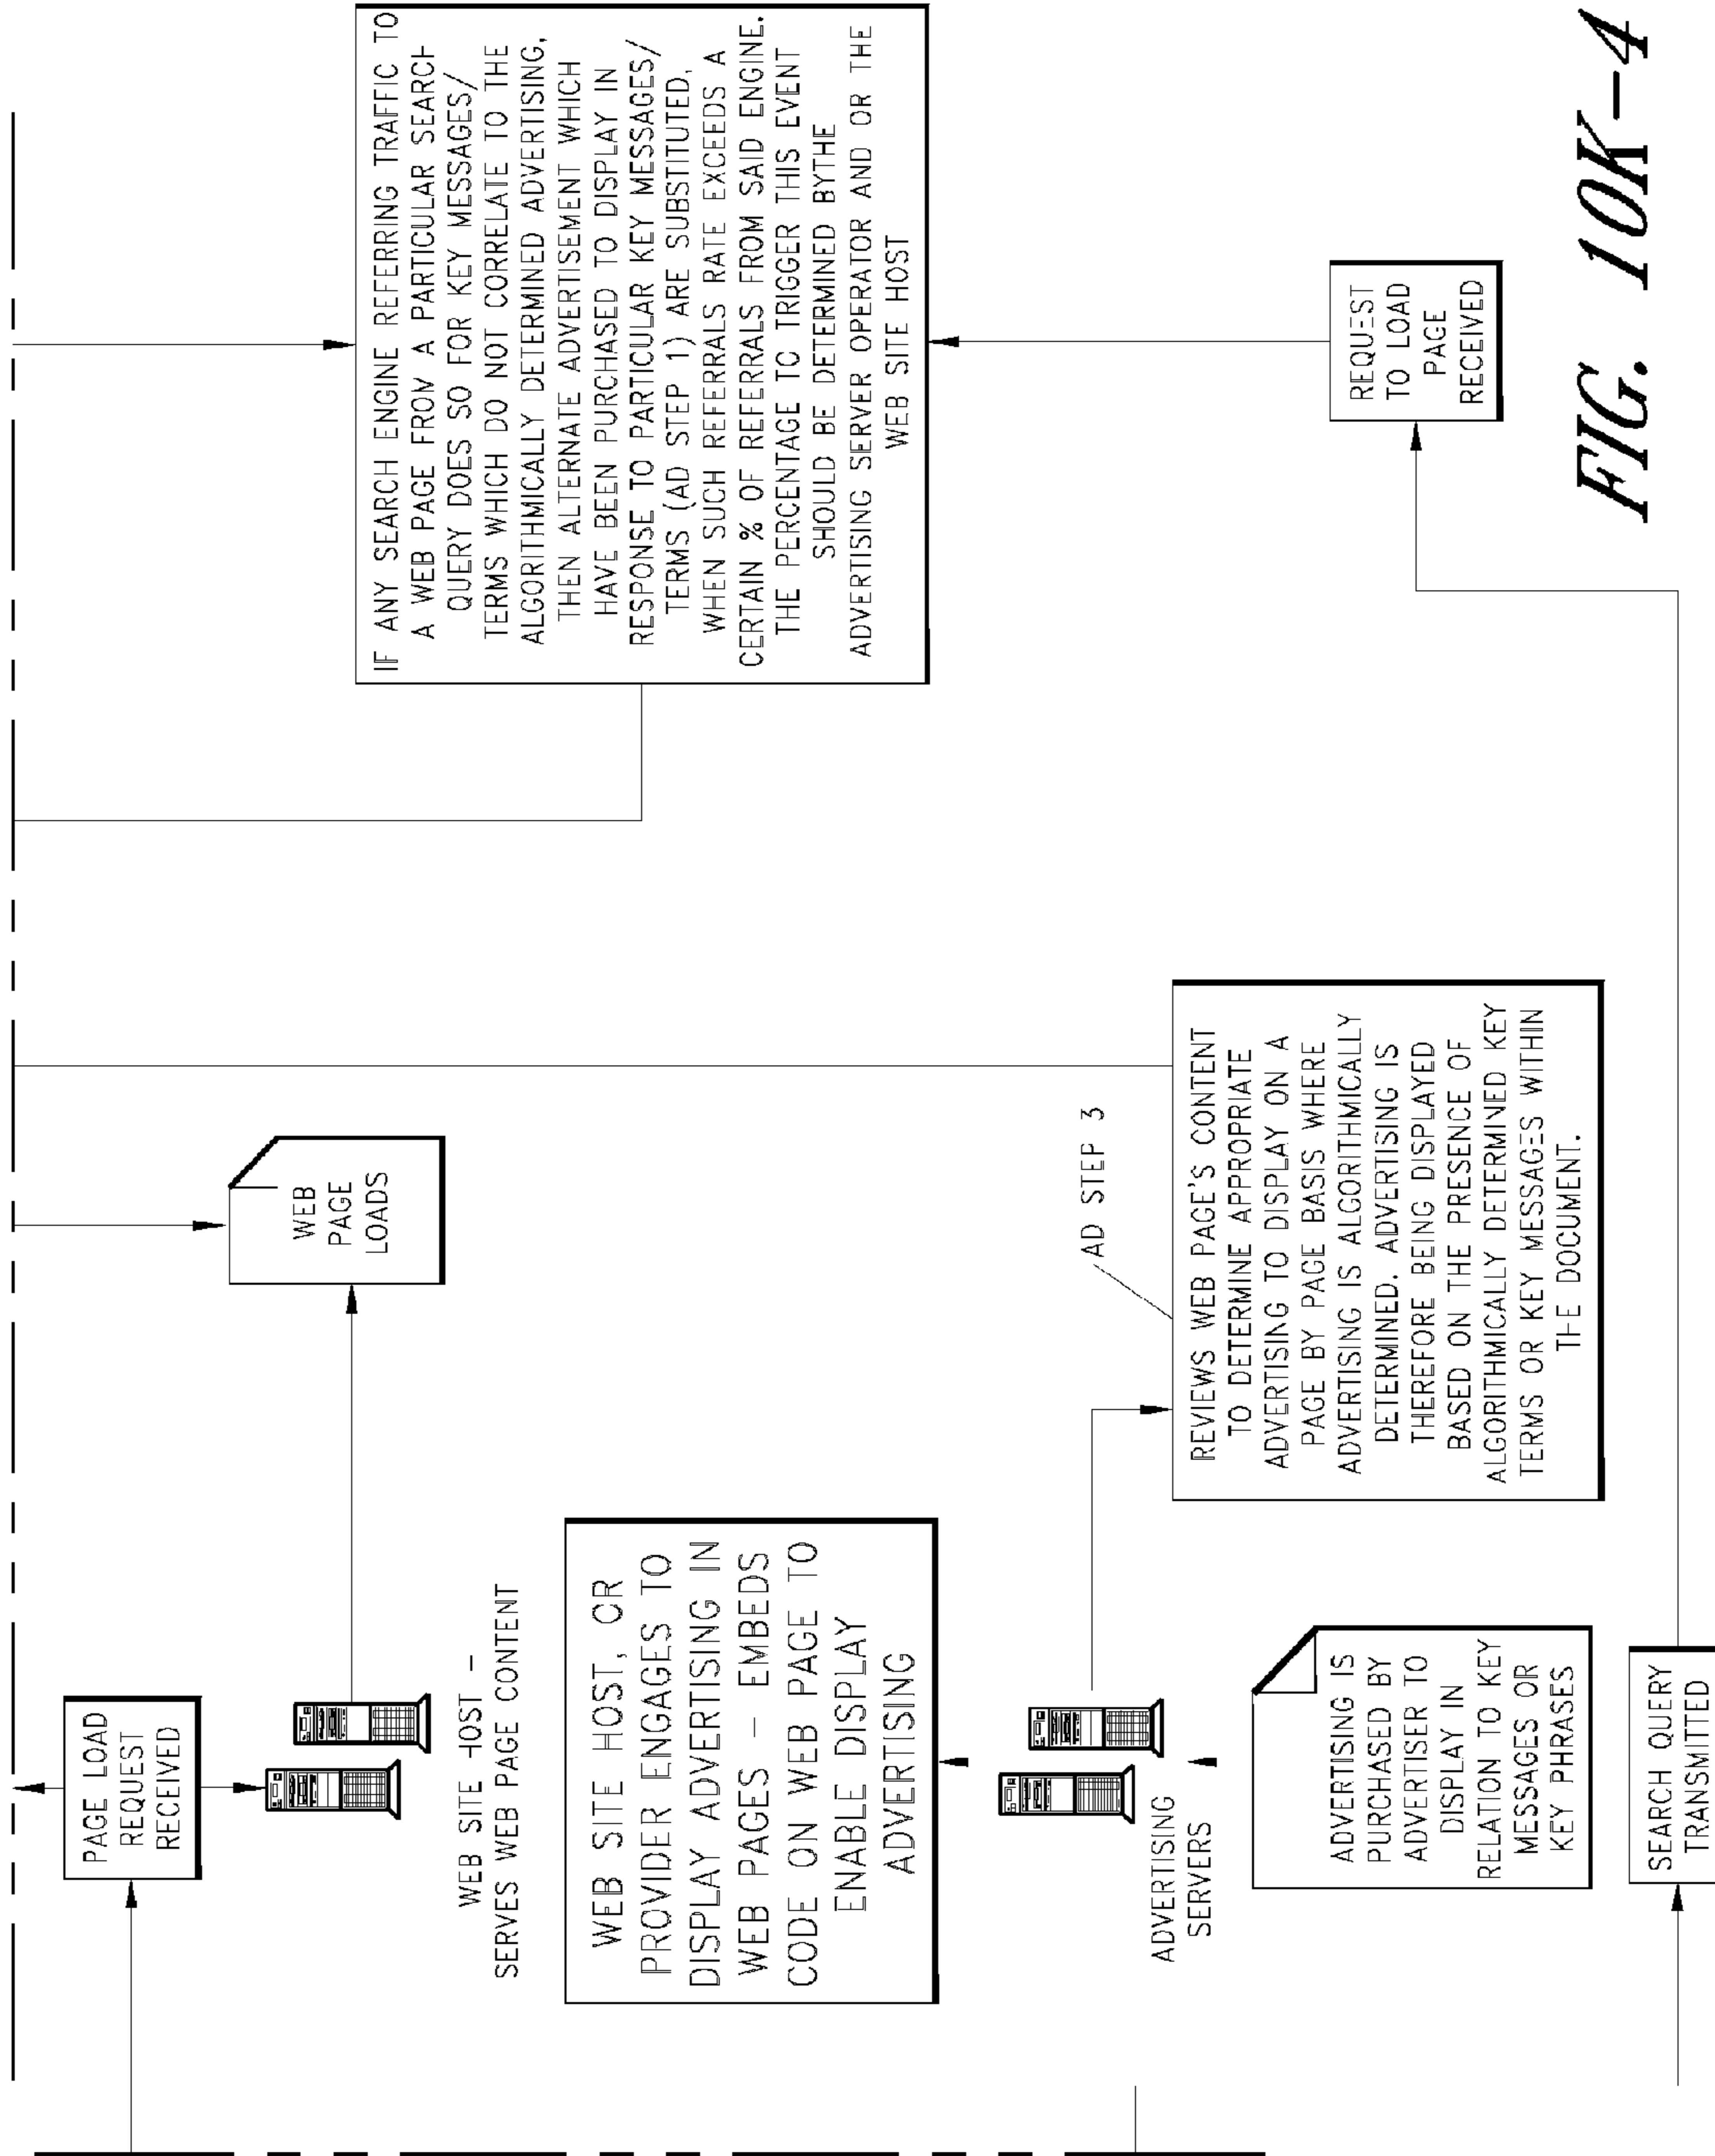 PAGE LOAD
REQUEST
RECEIVED
WEB SITE HOST –
SERVES WEB PAGE CONTENT
WEB
PAGE
LOADS
WEB SITE HOST, OR
PROVIDER ENGAGES TO
DISPLAY ADVERTISING IN
WEB PAGES – EMBEDS
CODE ON WEB PAGE TO
ENABLE DISPLAY
ADVERTISING
ADVERTISING
SERVERS
ADVERTISING IS
PURCHASED BY
ADVERTISER TO
DISPLAY IN
RELATION TO KEY
MESSAGES OR
KEY PHRASES
SEARCH QUERY
TRANSMITTED
AD STEP 3
REVIEWS WEB PAGE'S CONTENT
TO DETERMINE APPROPRIATE
ADVERTISING TO DISPLAY ON A
PAGE BY PAGE BASIS WHERE
ADVERTISING IS ALGORITHMICALLY
DETERMINED. ADVERTISING IS
THEREFORE BEING DISPLAYED
BASED ON THE PRESENCE OF
ALGORITHMICALLY DETERMINED KEY
TERMS OR KEY MESSAGES WITHIN
THE DOCUMENT.
IF ANY SEARCH ENGINE REFERRING TRAFFIC TO
A WEB PAGE FROM A PARTICULAR SEARCH
QUERY DOES SO FOR KEY MESSAGES/
TERMS WHICH DO NOT CORRELATE TO THE
ALGORITHMICALLY DETERMINED ADVERTISING,
THEN ALTERNATE ADVERTISEMENT WHICH
HAVE BEEN PURCHASED TO DISPLAY IN
RESPONSE TO PARTICULAR KEY MESSAGES/
TERMS (AD STEP 1) ARE SUBSTITUTED,
WHEN SUCH REFERRALS RATE EXCEEDS A
CERTAIN % OF REFERRALS FROM SAID ENGINE.
THE PERCENTAGE TO TRIGGER THIS EVENT
SHOULD BE DETERMINED BYTHE
ADVERTISING SERVER OPERATOR AND OR THE
WEB SITE HOST
REQUEST
TO LOAD
PAGE
RECEIVED
FIG. 10K–4